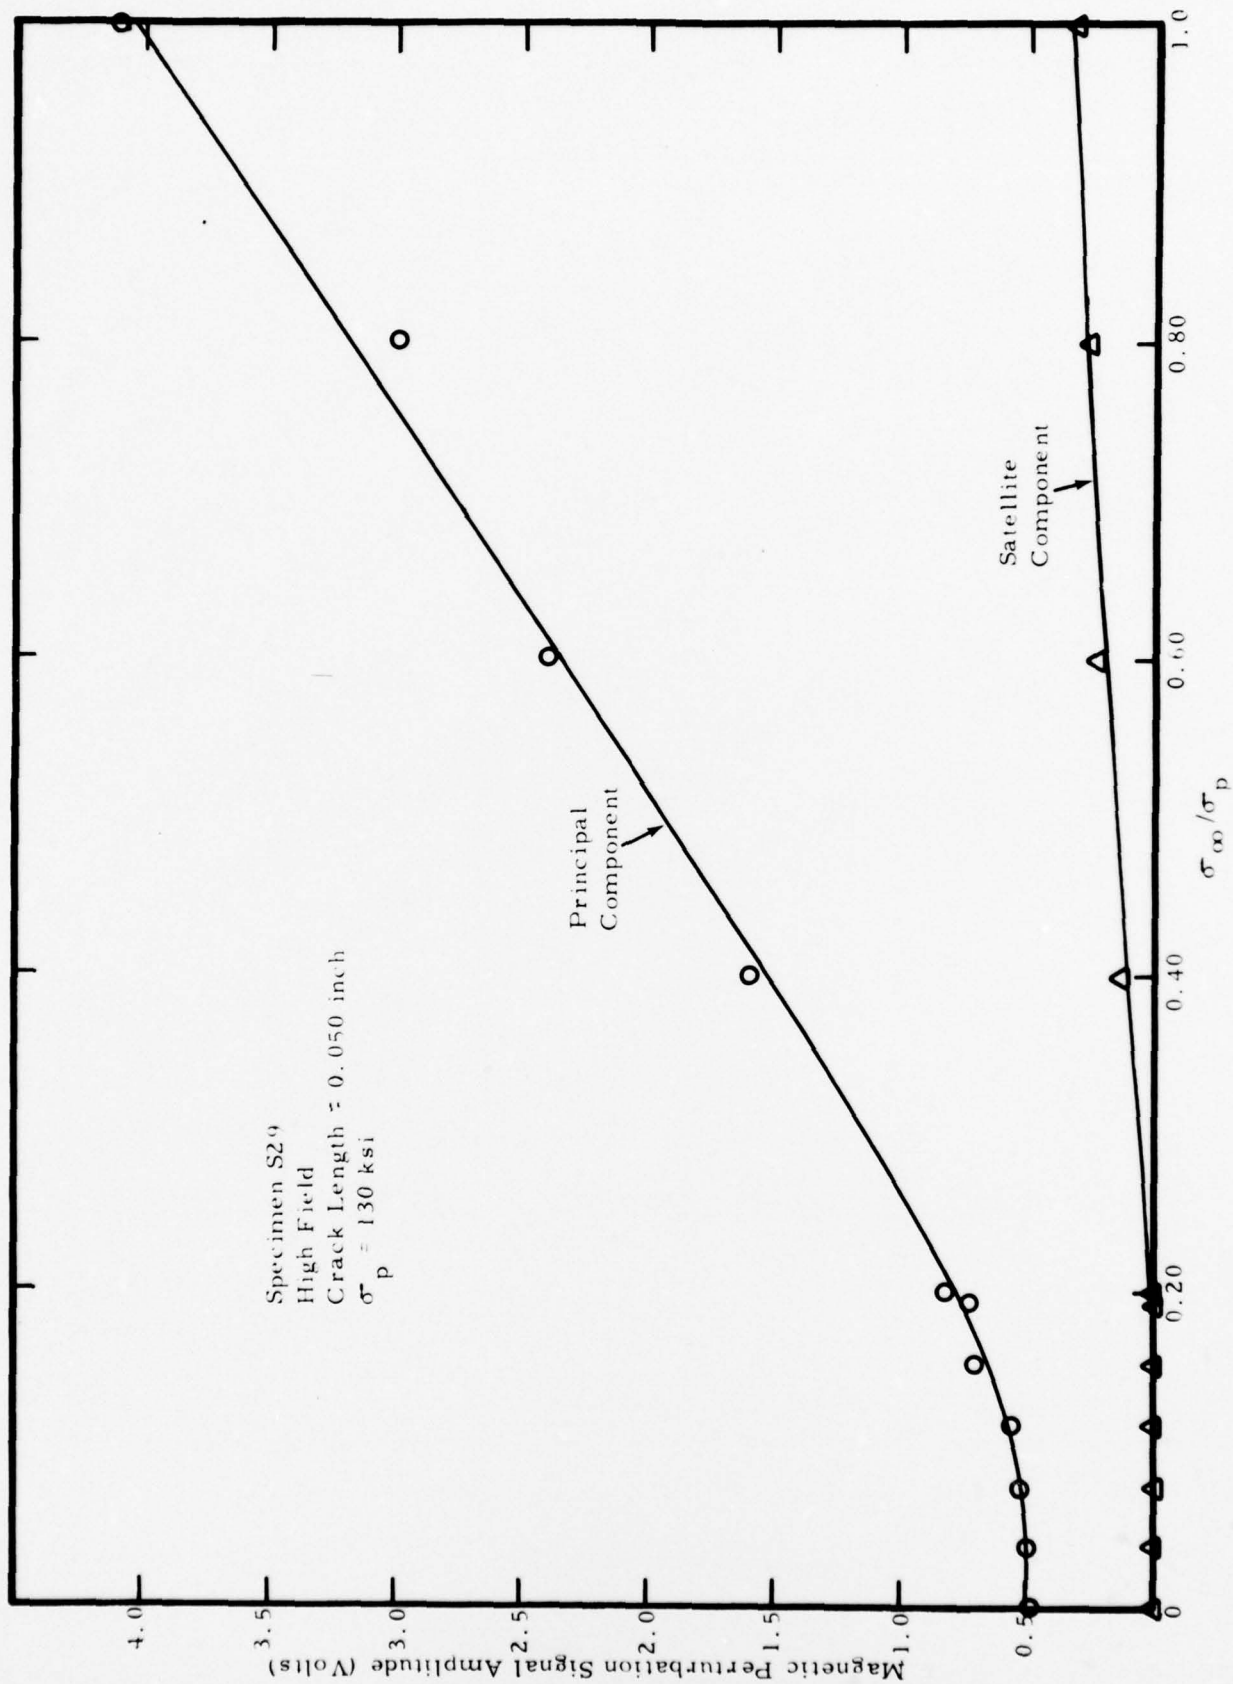 Specimen S29
High Field
Crack Length = 0.050 inch
σp = 130 ksi
Principal
Component
Satellite
Component
Magnetic Perturbation Signal Amplitude (Volts)
4.0
3.5
3.0
2.5
2.0
1.5
1.0
0.5
0
0.20
0.40
0.60
0.80
1.0
σ∞/σp